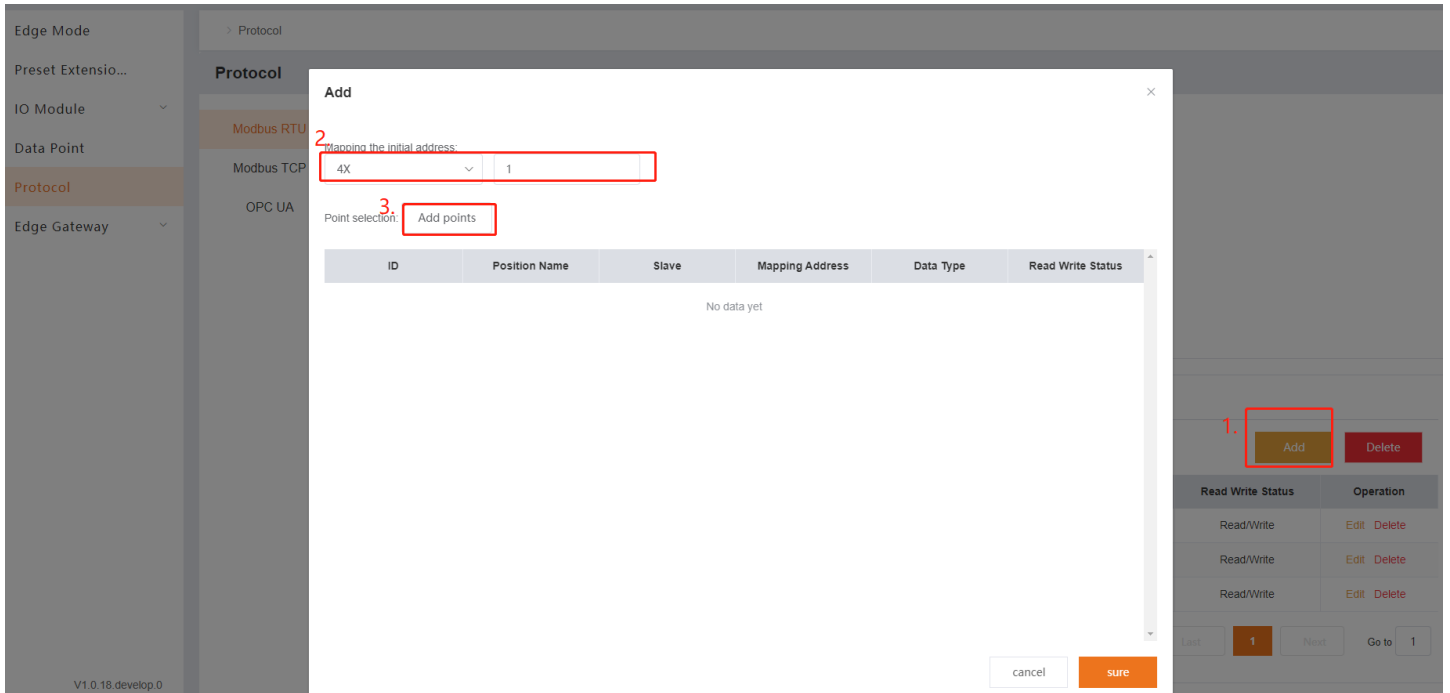 Edge Mode
> Protocol
Preset Extensio...
Protocol
IO Module
Data Point
Protocol
Edge Gateway
Modbus RTU
Modbus TCP
OPC UA
Add
×
2
Mapping the initial address:
4X
1
3.
Point selection:
Add points
ID Position Name Slave Mapping Address Data Type Read Write Status
No data yet
1.
Add
Delete
Read Write Status Operation
Read/Write Edit Delete
Read/Write Edit Delete
Read/Write Edit Delete
Last 1 Next Go to 1
cancel
sure
V1.0.18.develop.0